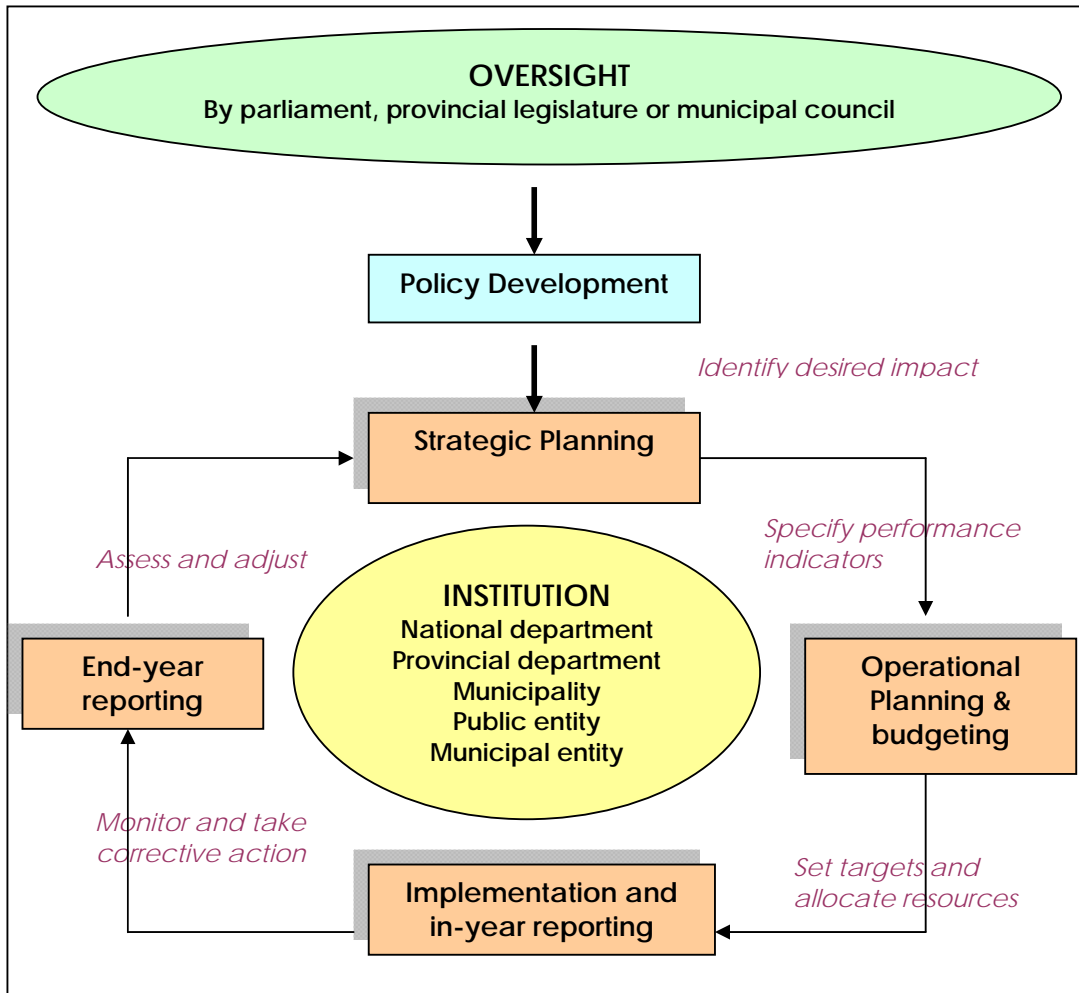 OVERSIGHT
By parliament, provincial legislature or municipal council
Policy Development
Identify desired impact
Strategic Planning
Specify performance
indicators
Assess and adjust
INSTITUTION
National department
Provincial department
Municipality
Public entity
Municipal entity
End-year
reporting
Operational
Planning &
budgeting
Monitor and take
corrective action
Set targets and
allocate resources
Implementation and
in-year reporting